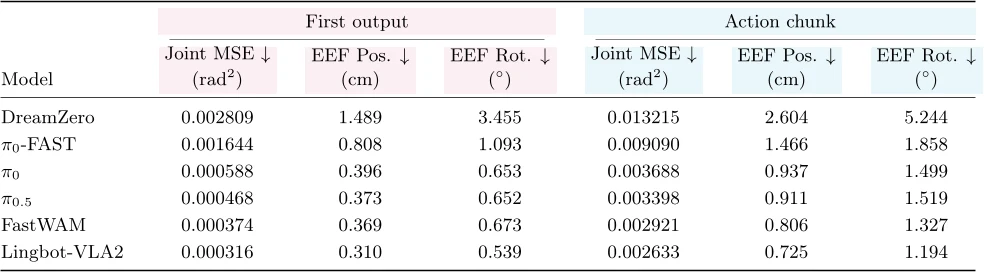 First output Action chunk
Model Joint MSE ↓ (rad²) EEF Pos. ↓ (cm) EEF Rot. ↓ (°) Joint MSE ↓ (rad²) EEF Pos. ↓ (cm) EEF Rot. ↓ (°)
DreamZero 0.002809 1.489 3.455 0.013215 2.604 5.244
π₀-FAST 0.001644 0.808 1.093 0.009090 1.466 1.858
π₀ 0.000588 0.396 0.653 0.003688 0.937 1.499
π₀.₅ 0.000468 0.373 0.652 0.003398 0.911 1.519
FastWAM 0.000374 0.369 0.673 0.002921 0.806 1.327
Lingbot-VLA2 0.000316 0.310 0.539 0.002633 0.725 1.194